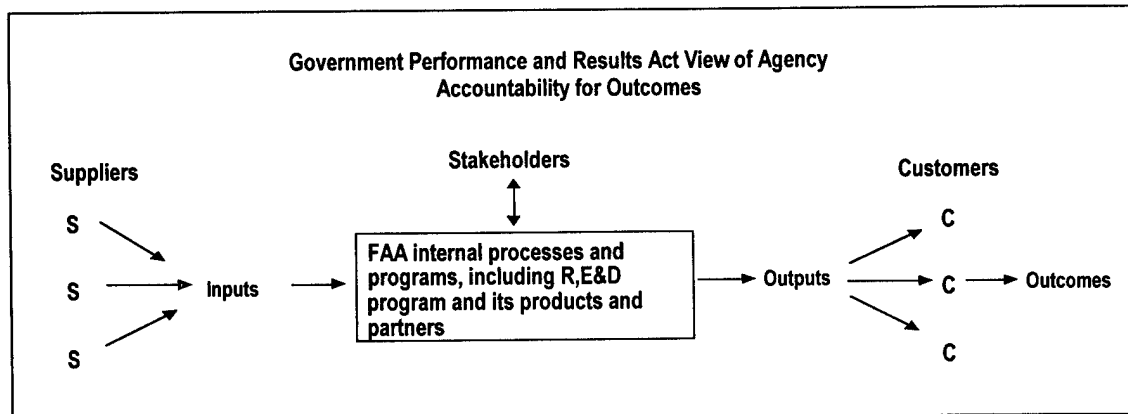 Government Performance and Results Act View of Agency
Accountability for Outcomes
Suppliers
Stakeholders
Customers
S
S
S
Inputs
FAA internal processes and
programs, including R,E&D
program and its products and
partners
Outputs
C
C
C
Outcomes